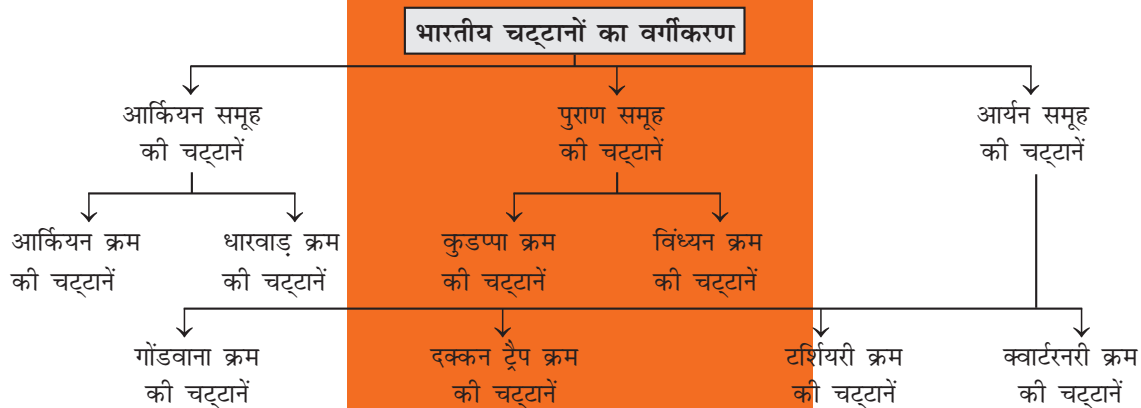 भारतीय चट्टानों का वर्गीकरण
आर्कियन समूह
की चट्टानें
पुराण समूह
की चट्टानें
आर्यन समूह
की चट्टानें
आर्कियन क्रम
की चट्टानें
धारवाड़ क्रम
की चट्टानें
कुडप्पा क्रम
की चट्टानें
विंध्यन क्रम
की चट्टानें
गोंडवाना क्रम
की चट्टानें
दक्कन ट्रैप क्रम
की चट्टानें
टर्शियरी क्रम
की चट्टानें
क्वार्टरनरी क्रम
की चट्टानें